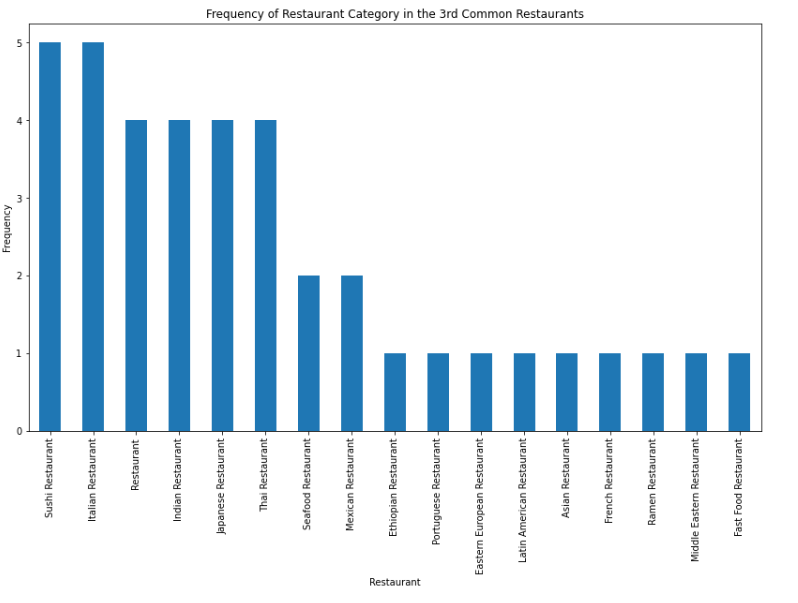 Frequency of Restaurant Category in the 3rd Common Restaurants
Frequency
5
4
3
2
1
0
Sushi Restaurant
Italian Restaurant
Restaurant
Indian Restaurant
Japanese Restaurant
Thai Restaurant
Seafood Restaurant
Mexican Restaurant
Ethiopian Restaurant
Portuguese Restaurant
Eastern European Restaurant
Latin American Restaurant
Asian Restaurant
French Restaurant
Ramen Restaurant
Middle Eastern Restaurant
Fast Food Restaurant
Restaurant